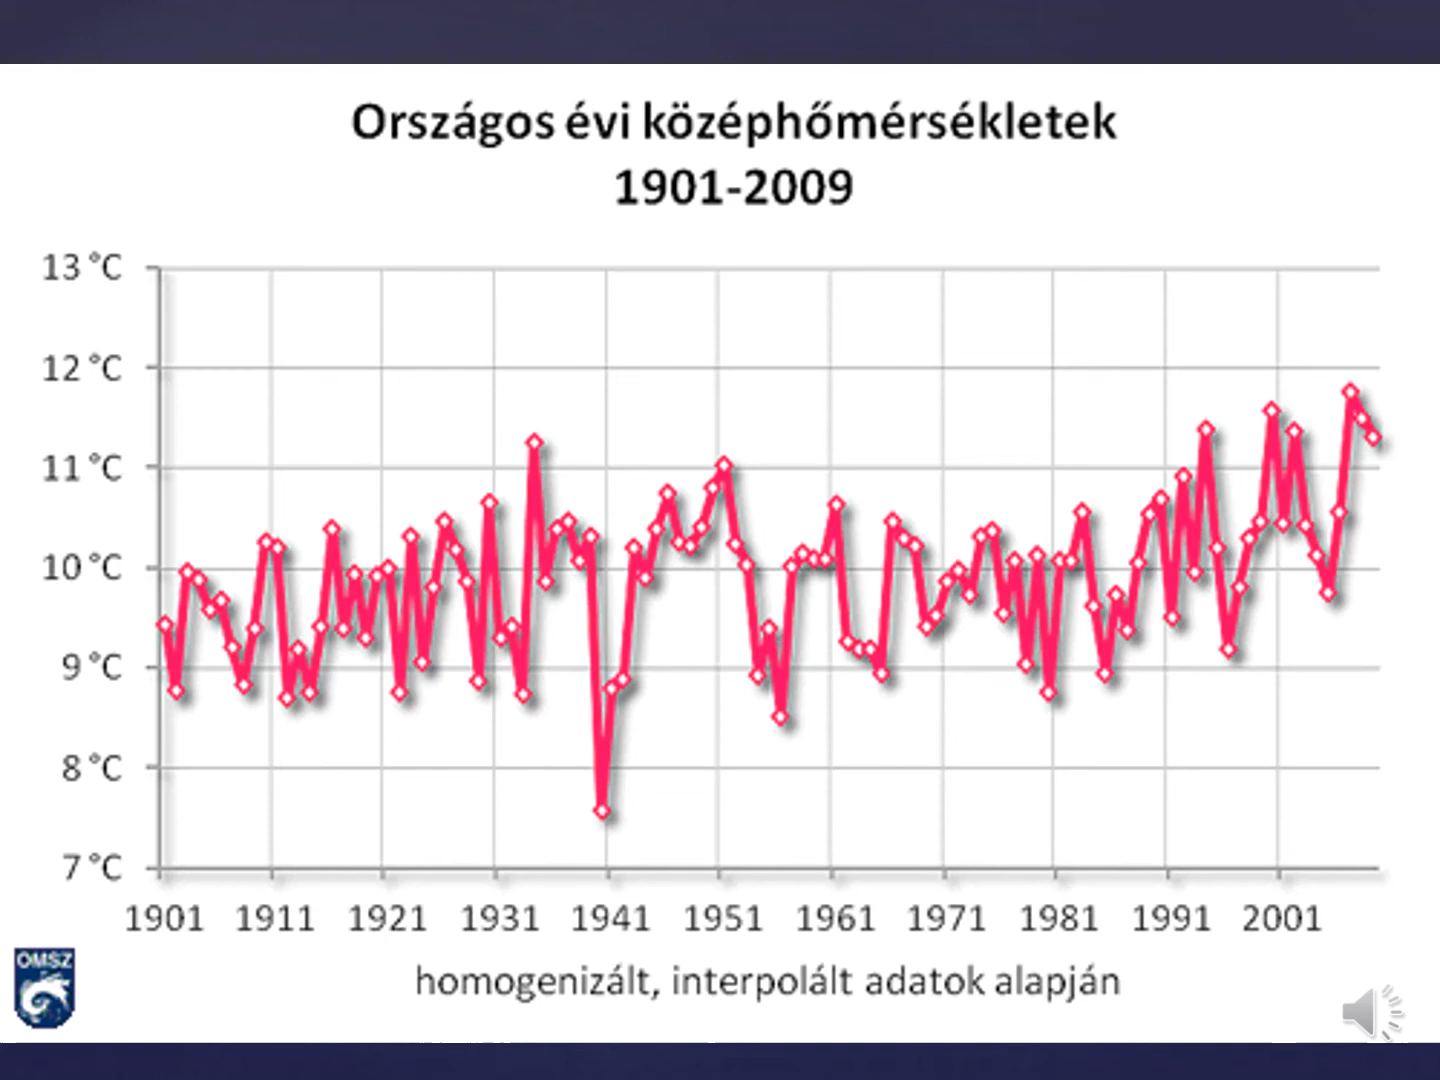 Országos évi középhőmérsékletek
1901-2009
13 °C
12 °C
11 °C
10 °C
9 °C
8 °C
7 °C
1901 1911 1921 1931 1941 1951 1961 1971 1981 1991 2001
OMSZ
homogenizált, interpolált adatok alapján